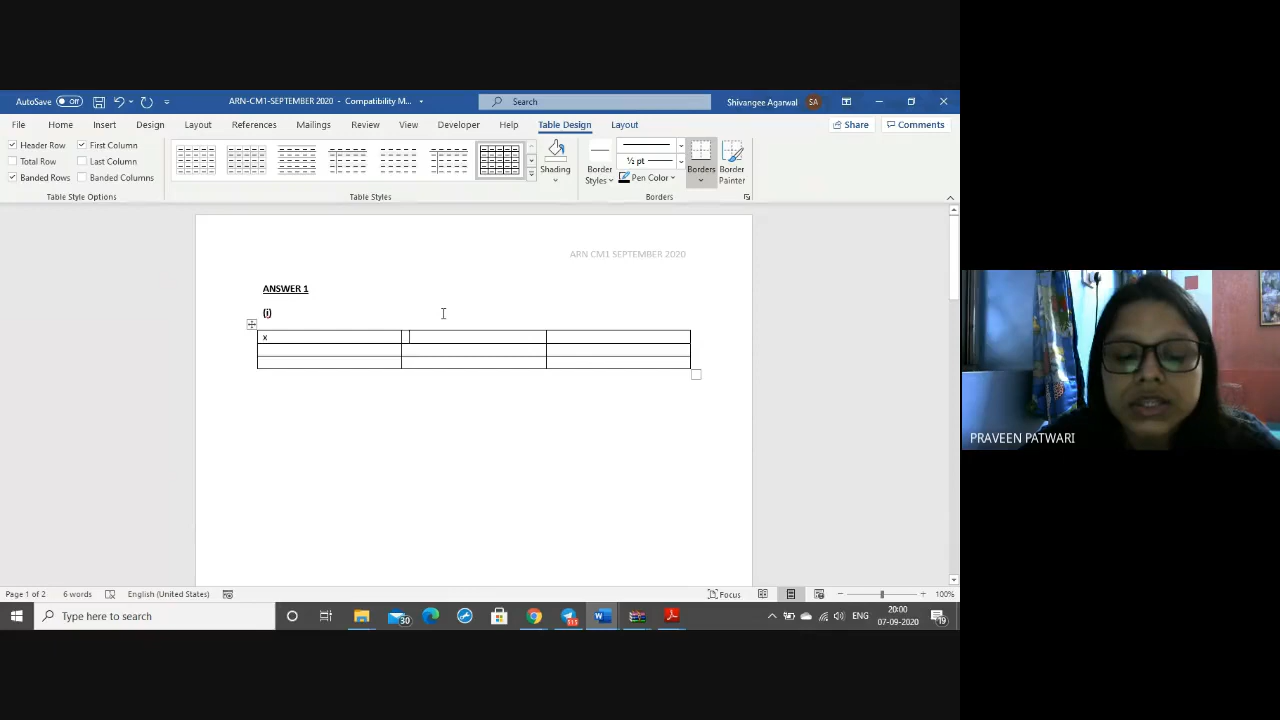 AutoSave Off
ARN-CM1-SEPTEMBER 2020 - Compatibility M...
Search
Shivangee Agarwal SA
File Home Insert Design Layout References Mailings Review View Developer Help Table Design Layout
Share Comments
Header Row First Column
Total Row Last Column
Banded Rows Banded Columns
Table Style Options
Table Styles
Shading
Border Styles
½ pt
Pen Color
Borders
Border Painter
Borders
ARN CM1 SEPTEMBER 2020
ANSWER 1
(i)
x
PRAVEEN PATWARI
Page 1 of 2 6 words English (United States) Focus 100%
Type here to search
30
ENG
20:00
07-09-2020
19